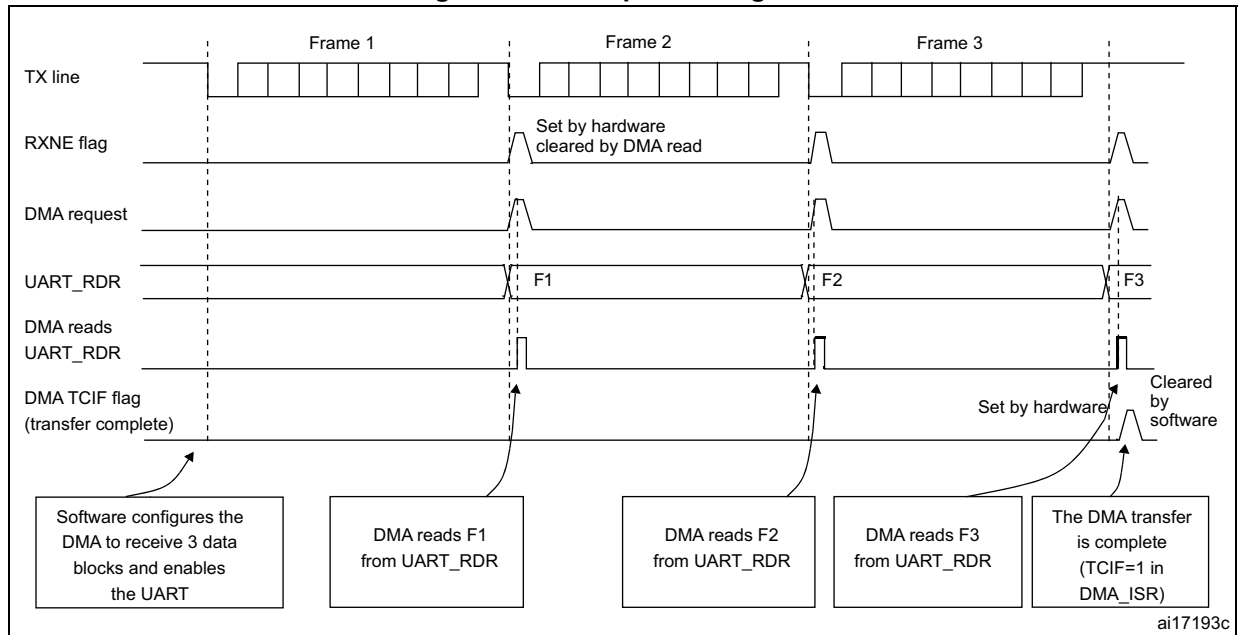 Frame 1
Frame 2
Frame 3
TX line
Set by hardware
cleared by DMA read
RXNE flag
DMA request
UART_RDR
F1
F2
F3
DMA reads
UART_RDR
DMA TCIF flag
(transfer complete)
Set by hardware
Cleared
by
software
Software configures the
DMA to receive 3 data
blocks and enables
the UART
DMA reads F1
from UART_RDR
DMA reads F2
from UART_RDR
DMA reads F3
from UART_RDR
The DMA transfer
is complete
(TCIF=1 in
DMA_ISR)
ai17193c